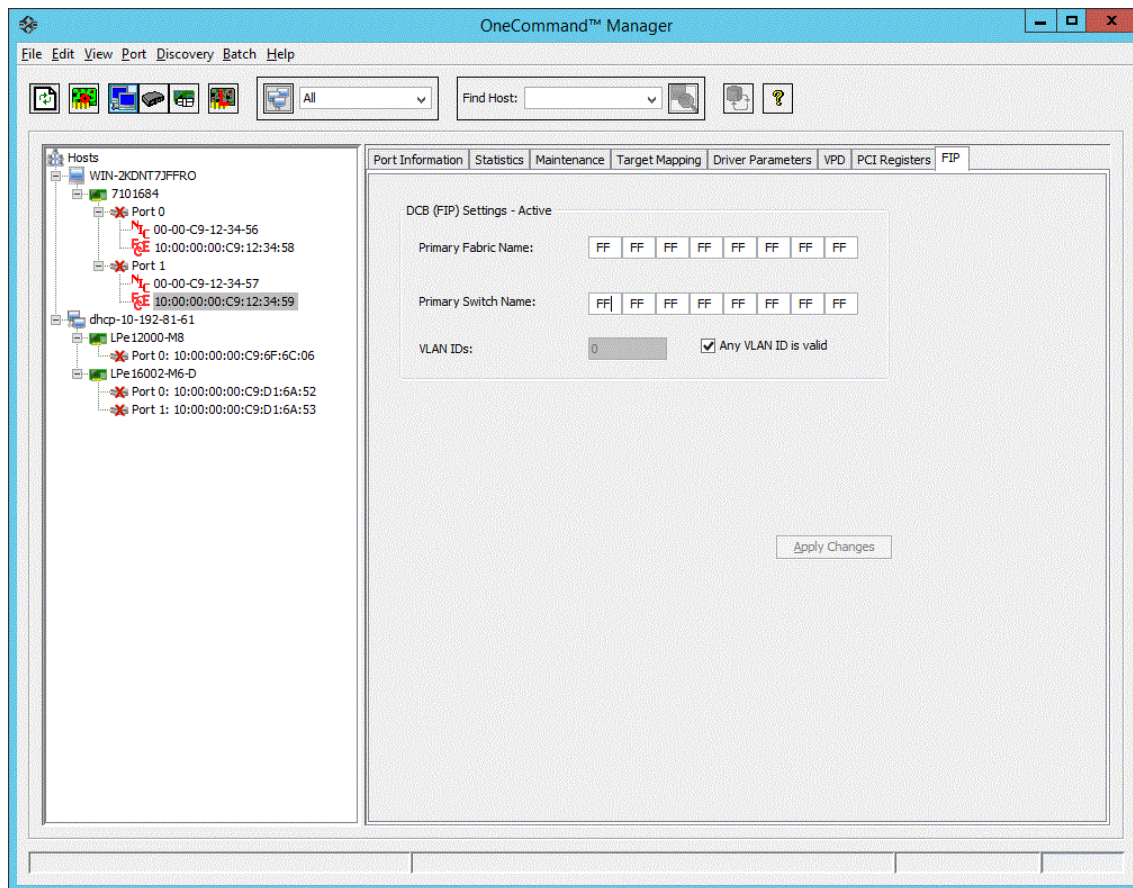 OneCommand™ Manager
File Edit View Port Discovery Batch Help
All
Find Host:
Hosts
WIN-2KDNT7JFFRO
7101684
Port 0
NIC 00-00-C9-12-34-56
FCoE 10:00:00:00:C9:12:34:58
Port 1
NIC 00-00-C9-12-34-57
FCoE 10:00:00:00:C9:12:34:59
dhcp-10-192-81-61
LPe12000-M8
Port 0: 10:00:00:00:C9:6F:6C:06
LPe16002-M6-D
Port 0: 10:00:00:00:C9:D1:6A:52
Port 1: 10:00:00:00:C9:D1:6A:53
Port Information Statistics Maintenance Target Mapping Driver Parameters VPD PCI Registers FIP
DCB (FIP) Settings - Active
Primary Fabric Name: FF FF FF FF FF FF FF FF
Primary Switch Name: FF FF FF FF FF FF FF FF
VLAN IDs: 0 Any VLAN ID is valid
Apply Changes